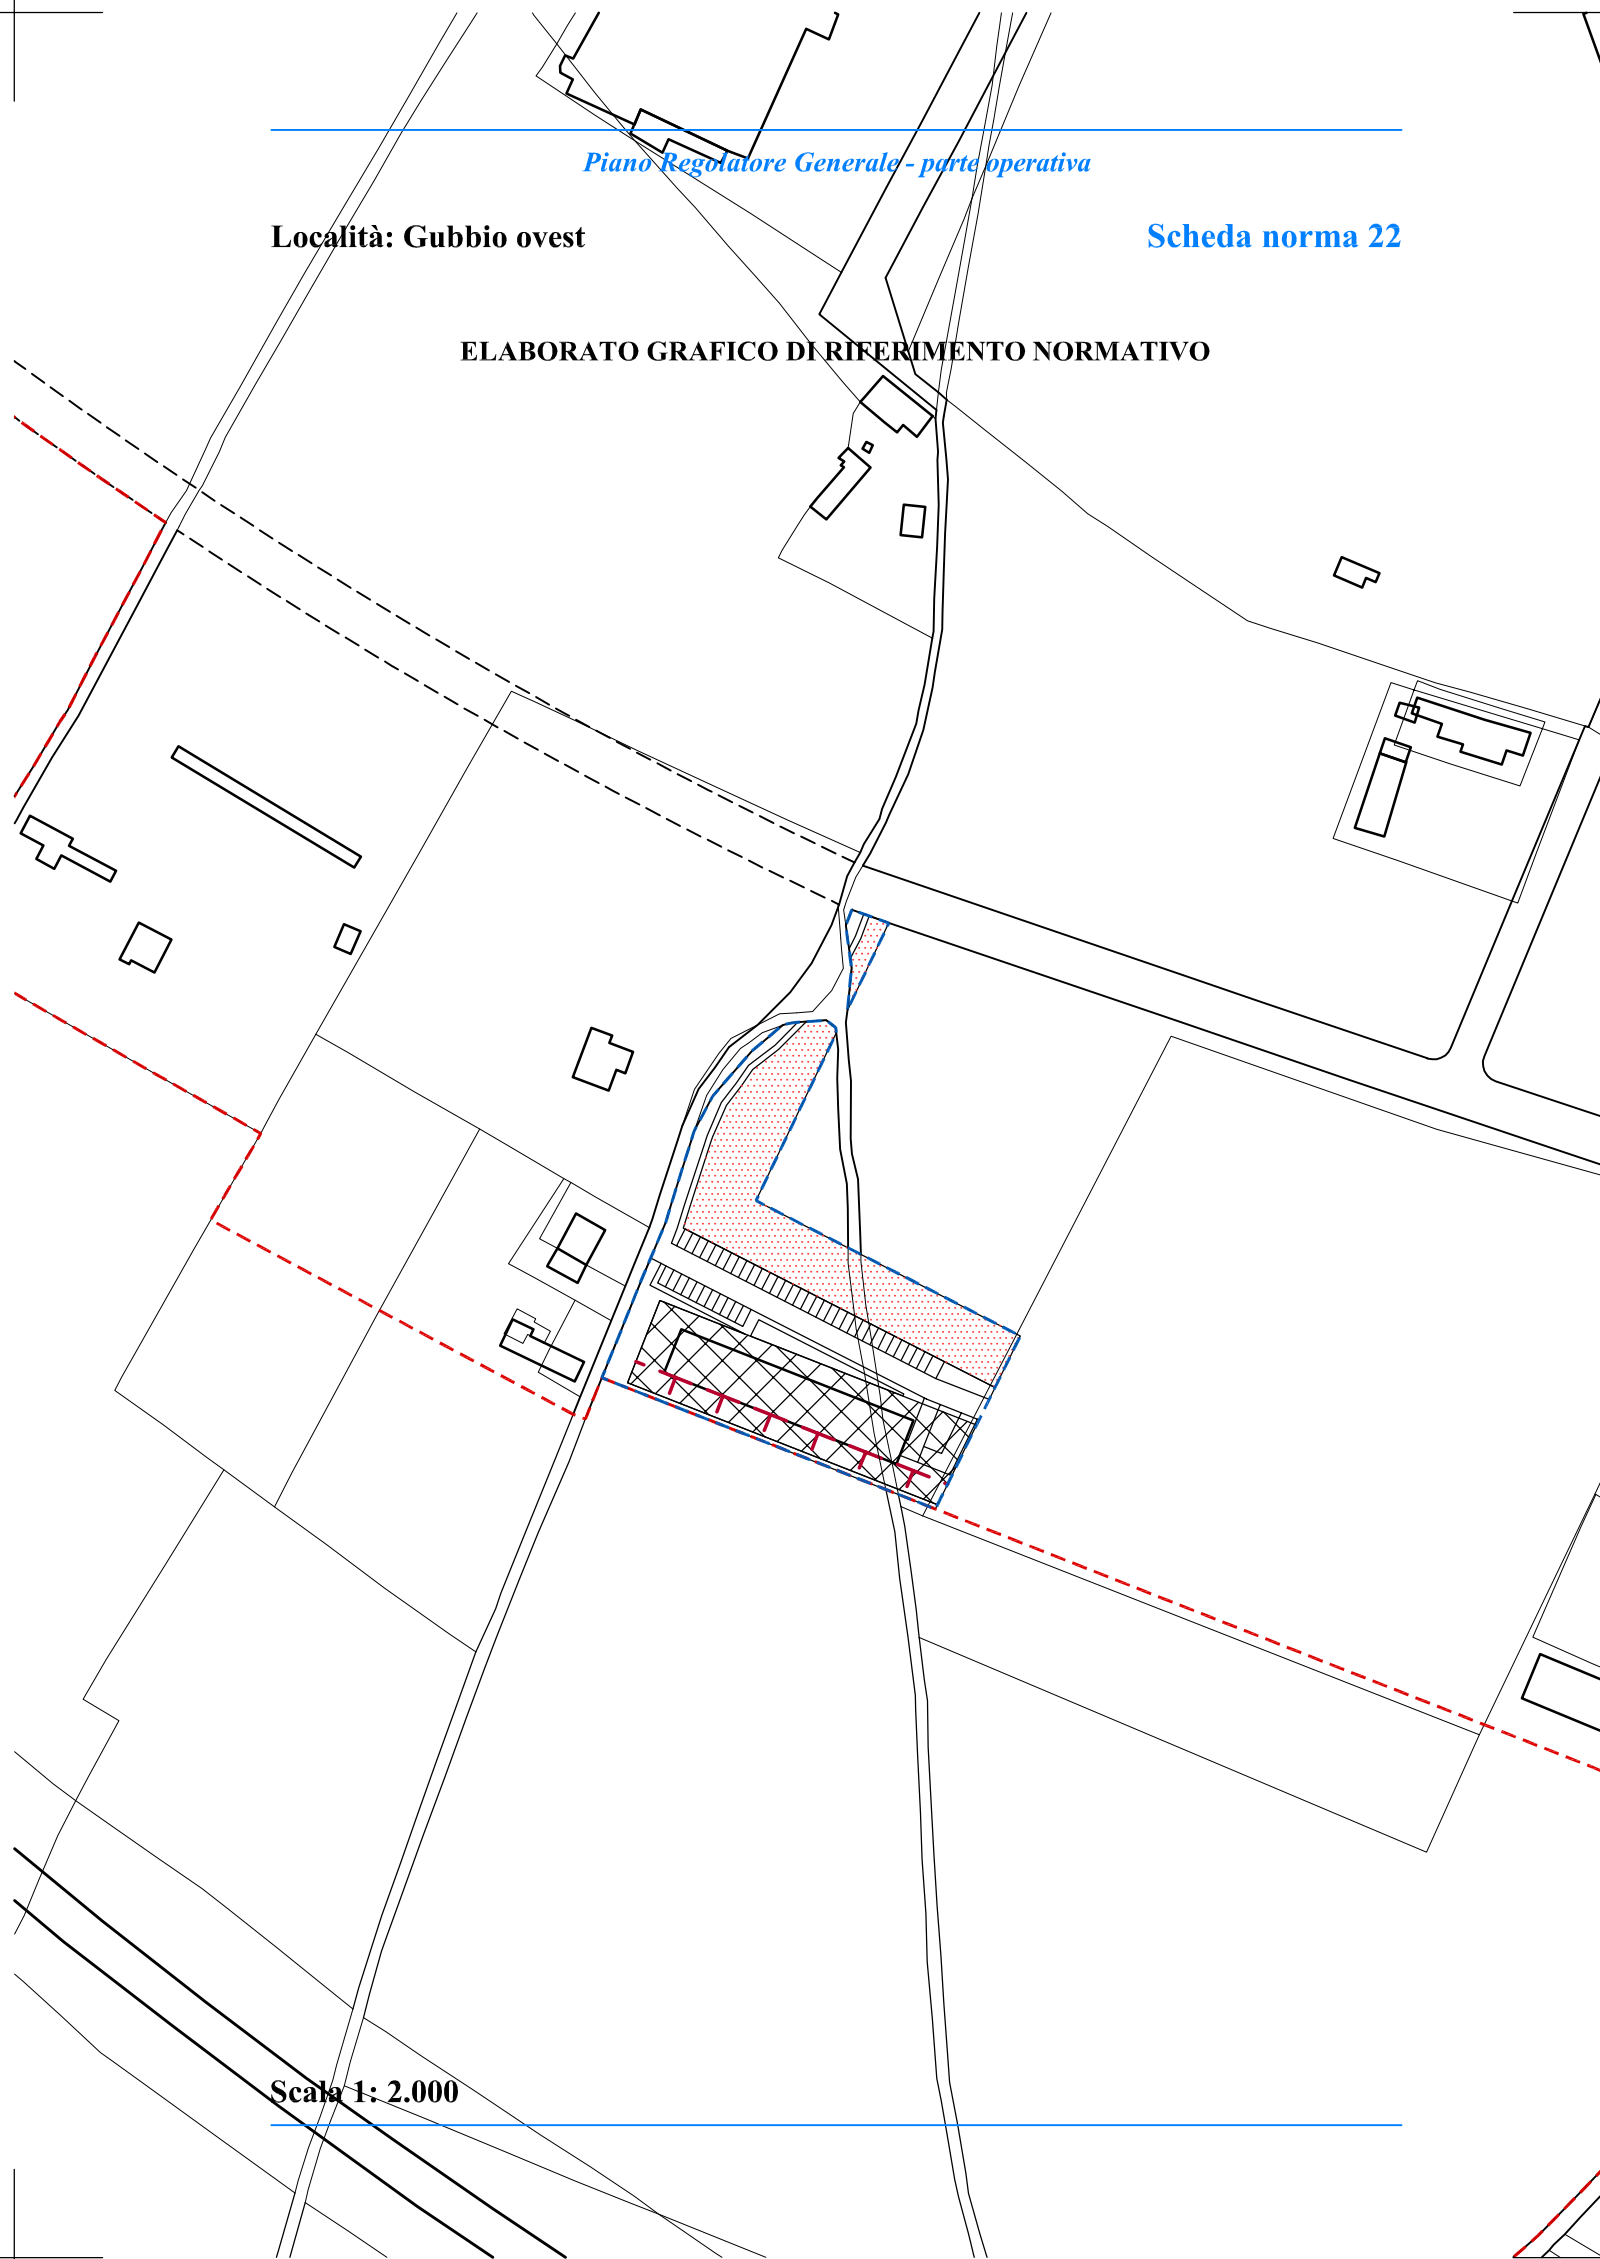 Piano Regolatore Generale - parte operativa
Località: Gubbio ovest
Scheda norma 22
ELABORATO GRAFICO DI RIFERIMENTO NORMATIVO
Scala 1: 2.000